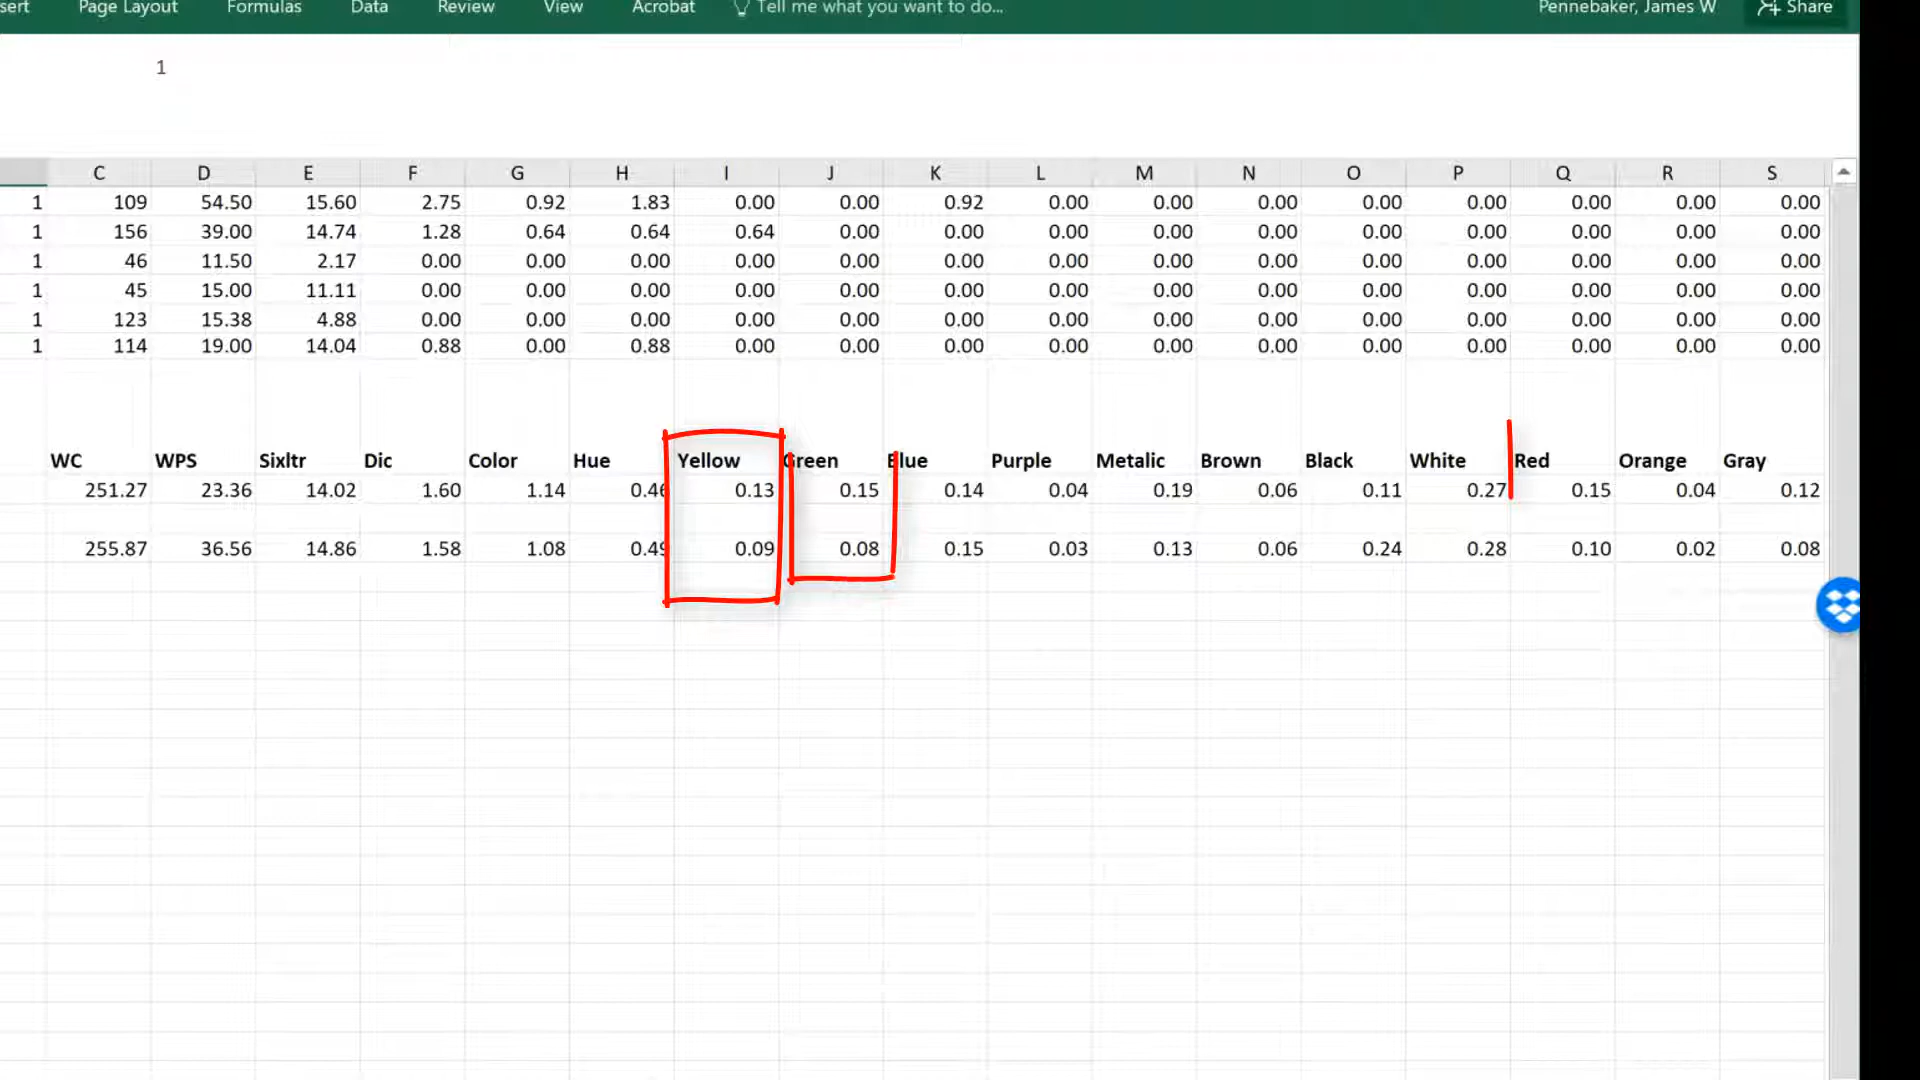 sert Page Layout Formulas Data Review View Acrobat Tell me what you want to do... Pennebaker, James W Share
1
C D E F G H I J K L M N O P Q R S
1 109 54.50 15.60 2.75 0.92 1.83 0.00 0.00 0.92 0.00 0.00 0.00 0.00 0.00 0.00 0.00 0.00
1 156 39.00 14.74 1.28 0.64 0.64 0.64 0.00 0.00 0.00 0.00 0.00 0.00 0.00 0.00 0.00 0.00
1 46 11.50 2.17 0.00 0.00 0.00 0.00 0.00 0.00 0.00 0.00 0.00 0.00 0.00 0.00 0.00 0.00
1 45 15.00 11.11 0.00 0.00 0.00 0.00 0.00 0.00 0.00 0.00 0.00 0.00 0.00 0.00 0.00 0.00
1 123 15.38 4.88 0.00 0.00 0.00 0.00 0.00 0.00 0.00 0.00 0.00 0.00 0.00 0.00 0.00 0.00
1 114 19.00 14.04 0.88 0.00 0.88 0.00 0.00 0.00 0.00 0.00 0.00 0.00 0.00 0.00 0.00 0.00
WC WPS Sixltr Dic Color Hue Yellow Green Blue Purple Metalic Brown Black White Red Orange Gray
251.27 23.36 14.02 1.60 1.14 0.46 0.13 0.15 0.14 0.04 0.19 0.06 0.11 0.27 0.15 0.04 0.12
255.87 36.56 14.86 1.58 1.08 0.49 0.09 0.08 0.15 0.03 0.13 0.06 0.24 0.28 0.10 0.02 0.08